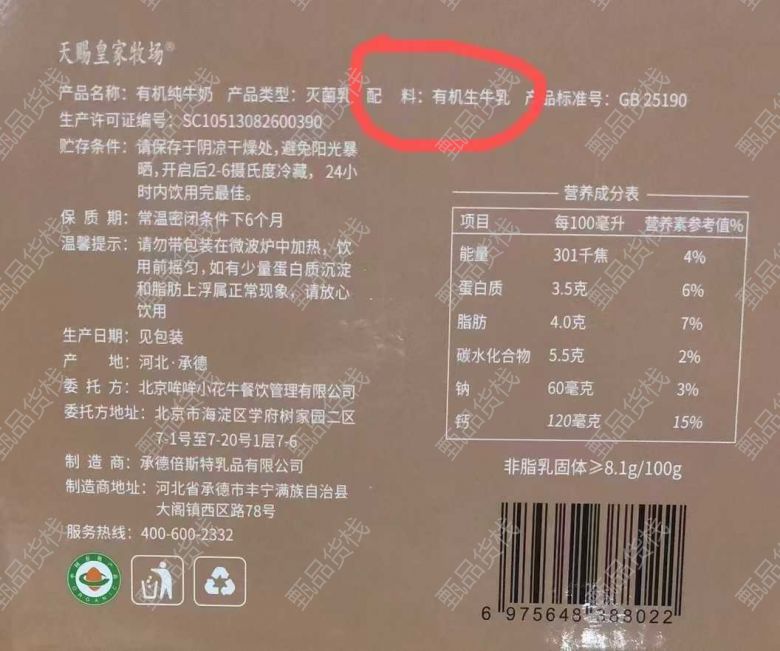 天赐皇家牧场®
产品名称：有机纯牛奶 产品类型：灭菌乳 配 料：有机生牛乳 产品标准号：GB 25190
生产许可证编号：SC10513082600390
贮存条件：请保存于阴凉干燥处,避免阳光暴
晒,开启后2-6摄氏度冷藏，24小
时内饮用完最佳。
保 质 期：常温密闭条件下6个月
温馨提示：请勿带包装在微波炉中加热，饮
用前摇匀,如有少量蛋白质沉淀
和脂肪上浮属正常现象，请放心
饮用
生产日期：见包装
产 地：河北·承德
委 托 方：北京哞哞小花牛餐饮管理有限公司
委托方地址：北京市海淀区学府树家园二区
7-1号至7-20号1层7-6
制 造 商：承德倍斯特乳品有限公司
制造商地址：河北省承德市丰宁满族自治县
大阁镇西区路78号
服务热线：400-600-2332
营养成分表
项目 每100毫升 营养素参考值%
能量 301千焦 4%
蛋白质 3.5克 6%
脂肪 4.0克 7%
碳水化合物 5.5克 2%
钠 60毫克 3%
钙 120毫克 15%
非脂乳固体≥8.1g/100g
6 975648 388022
甄品货栈